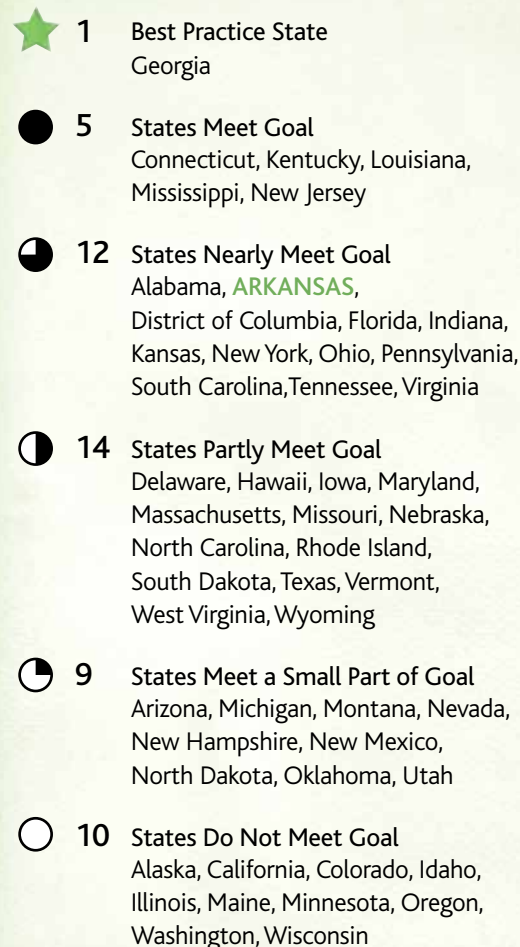 1 Best Practice State
Georgia
5 States Meet Goal
Connecticut, Kentucky, Louisiana,
Mississippi, New Jersey
12 States Nearly Meet Goal
Alabama, ARKANSAS,
District of Columbia, Florida, Indiana,
Kansas, New York, Ohio, Pennsylvania,
South Carolina,Tennessee, Virginia
14 States Partly Meet Goal
Delaware, Hawaii, Iowa, Maryland,
Massachusetts, Missouri, Nebraska,
North Carolina, Rhode Island,
South Dakota, Texas, Vermont,
West Virginia, Wyoming
9 States Meet a Small Part of Goal
Arizona, Michigan, Montana, Nevada,
New Hampshire, New Mexico,
North Dakota, Oklahoma, Utah
10 States Do Not Meet Goal
Alaska, California, Colorado, Idaho,
Illinois, Maine, Minnesota, Oregon,
Washington, Wisconsin